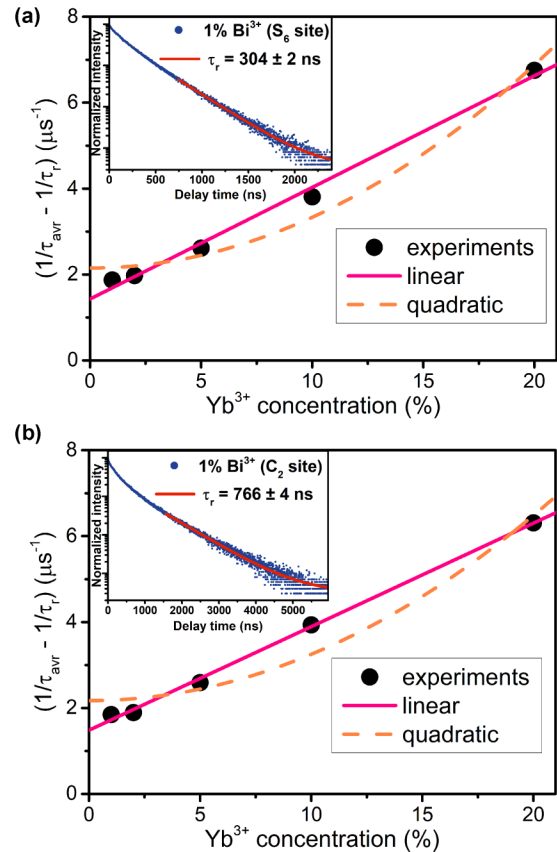 (a)
1% Bi³⁺ (S₆ site)
τᵣ = 304 ± 2 ns
Normalized intensity
0 500 1000 1500 2000
Delay time (ns)
(1/τₐᵥᵣ - 1/τᵣ) (μs⁻¹)
8
6
4
2
0
experiments
linear
quadratic
0 5 10 15 20
Yb³⁺ concentration (%)
(b)
1% Bi³⁺ (C₂ site)
τᵣ = 766 ± 4 ns
Normalized intensity
0 1000 2000 3000 4000 5000
Delay time (ns)
(1/τₐᵥᵣ - 1/τᵣ) (μs⁻¹)
8
6
4
2
0
experiments
linear
quadratic
0 5 10 15 20
Yb³⁺ concentration (%)